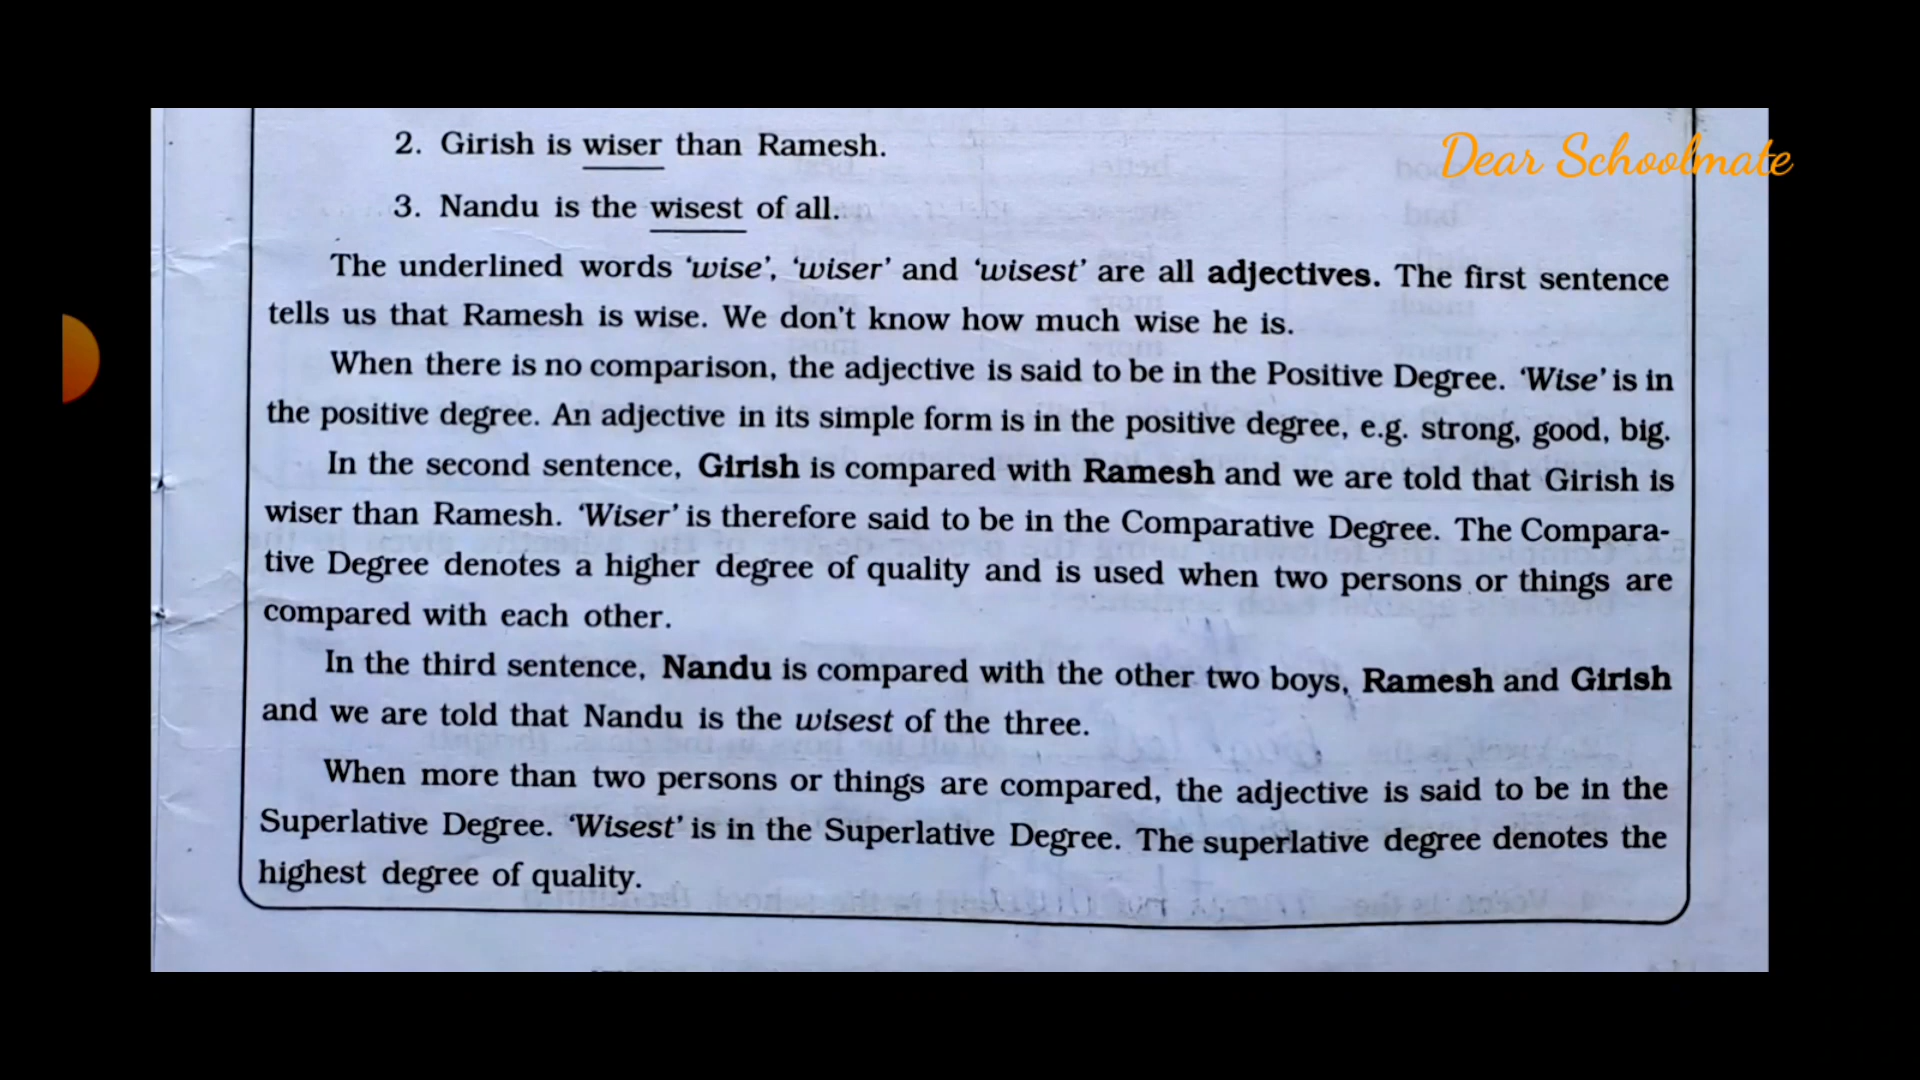 2. Girish is wiser than Ramesh.
Dear Schoolmate
3. Nandu is the wisest of all.
The underlined words ‘wise’, ‘wiser’ and ‘wisest’ are all adjectives. The first sentence
tells us that Ramesh is wise. We don't know how much wise he is.
When there is no comparison, the adjective is said to be in the Positive Degree. ‘Wise’ is in
the positive degree. An adjective in its simple form is in the positive degree, e.g. strong, good, big.
In the second sentence, Girish is compared with Ramesh and we are told that Girish is
wiser than Ramesh. ‘Wiser’ is therefore said to be in the Comparative Degree. The Compara-
tive Degree denotes a higher degree of quality and is used when two persons or things are
compared with each other.
In the third sentence, Nandu is compared with the other two boys, Ramesh and Girish
and we are told that Nandu is the wisest of the three.
When more than two persons or things are compared, the adjective is said to be in the
Superlative Degree. ‘Wisest’ is in the Superlative Degree. The superlative degree denotes the
highest degree of quality.